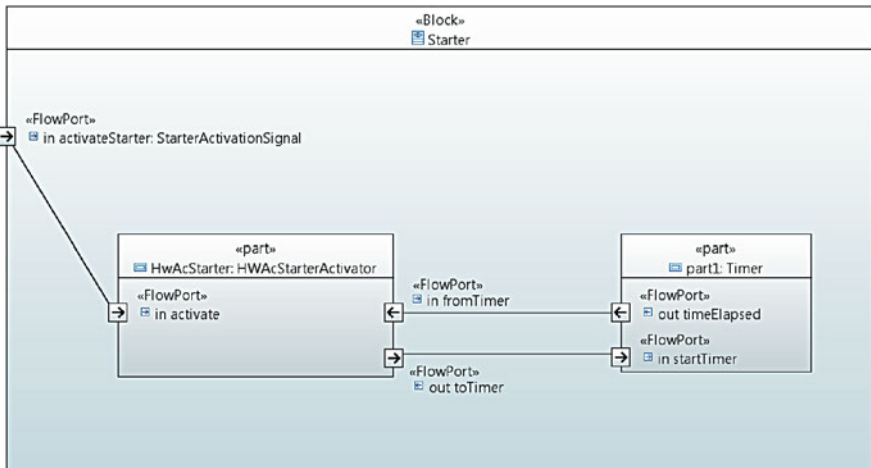 «Block»
Starter
«FlowPort»
in activateStarter: StarterActivationSignal
«part»
HwAcStarter: HWAcStarterActivator
«FlowPort»
in activate
«FlowPort»
in fromTimer
«FlowPort»
out toTimer
«part»
part1: Timer
«FlowPort»
out timeElapsed
«FlowPort»
in startTimer